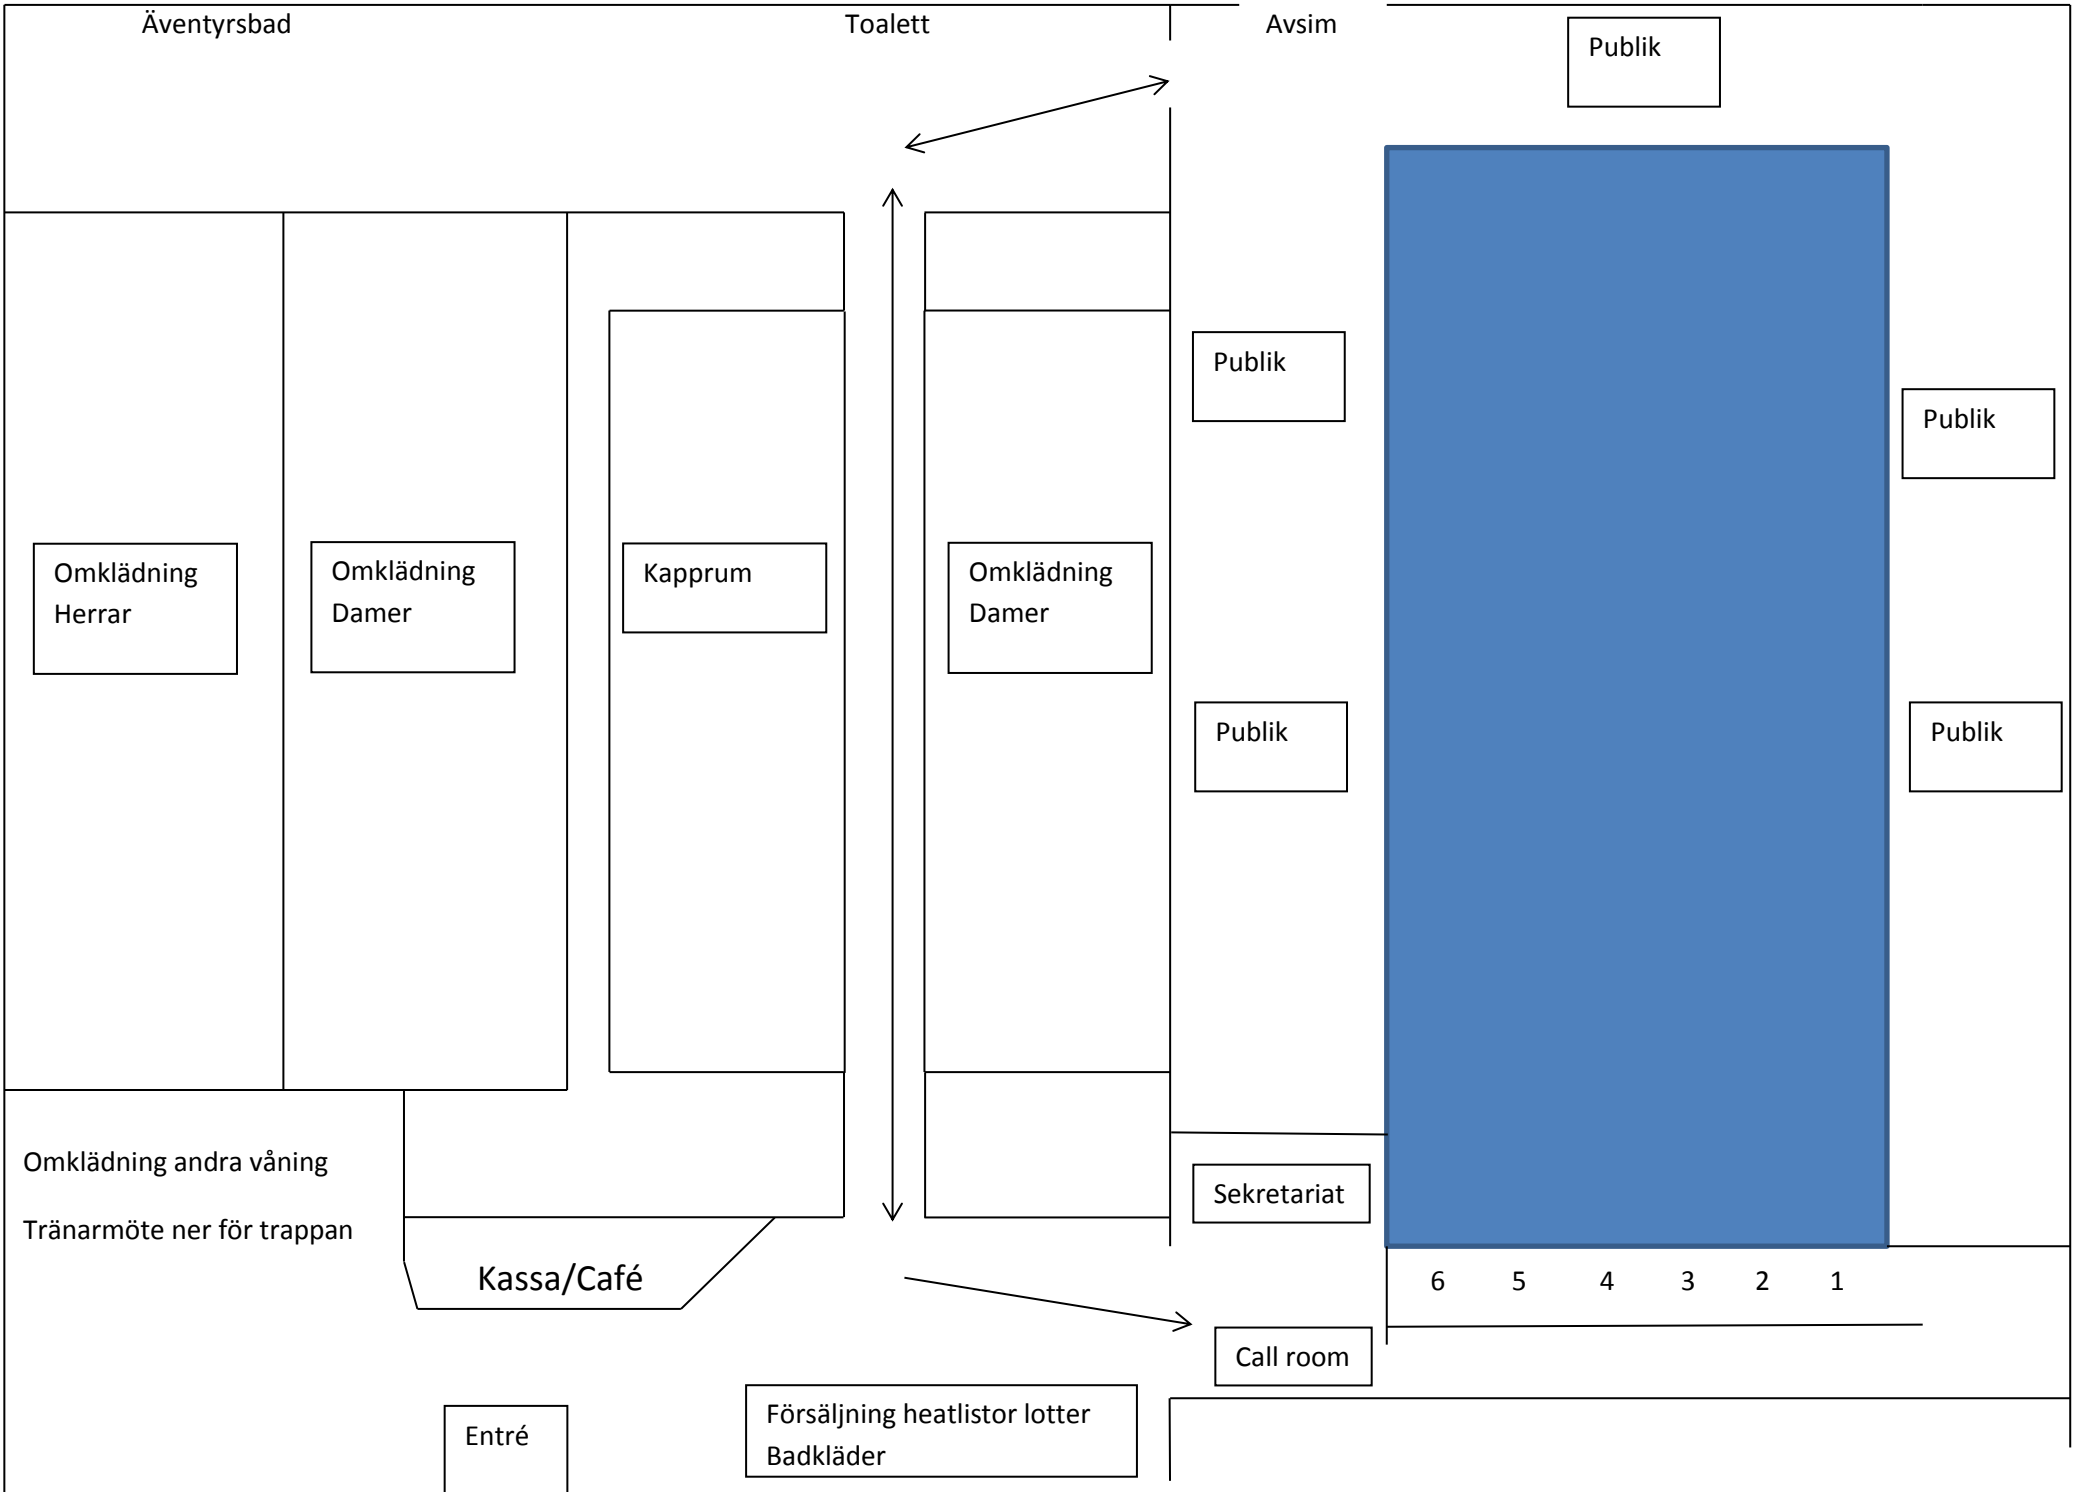 Äventyrsbad
Toalett
Avsim
Publik
Publik
Publik
Omklädning
Herrar
Omklädning
Damer
Kapprum
Omklädning
Damer
Publik
Publik
Omklädning andra våning
Tränarmöte ner för trappan
Sekretariat
Kassa/Café
6 5 4 3 2 1
Call room
Entré
Försäljning heatlistor lotter
Badkläder